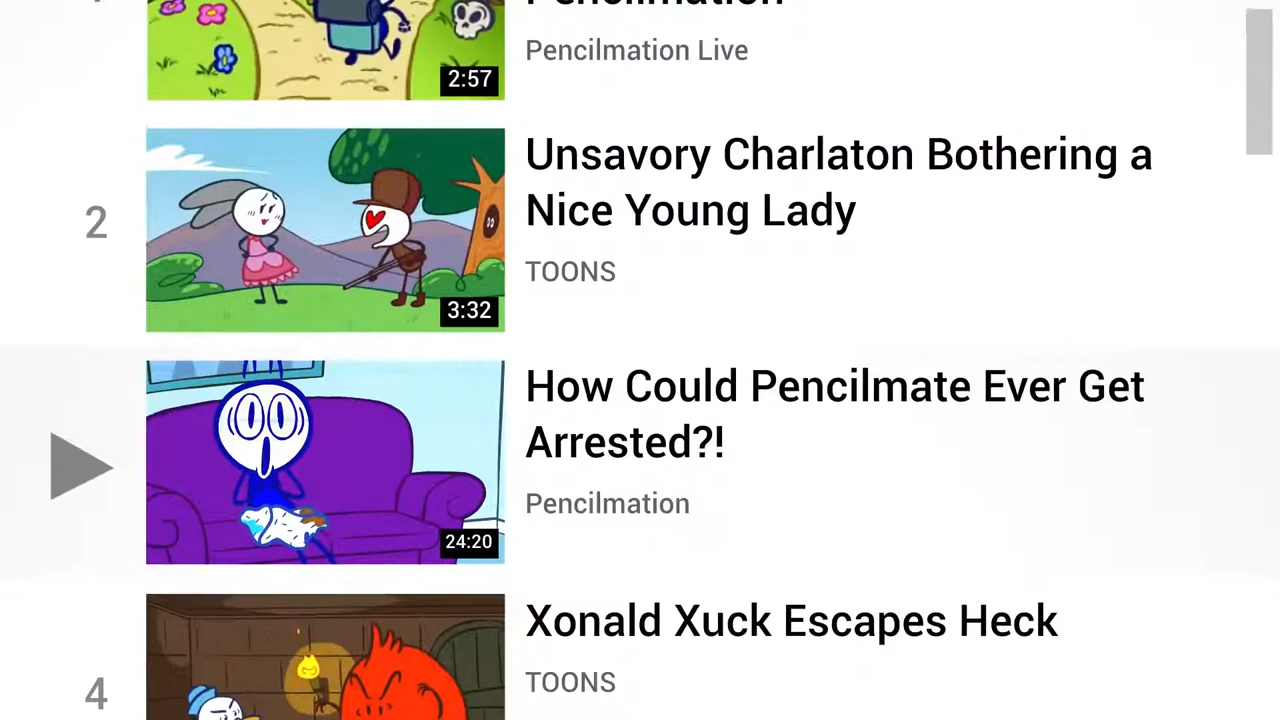 Pencilmation
Pencilmation Live
2:57
2
Unsavory Charlaton Bothering a
Nice Young Lady
TOONS
3:32
How Could Pencilmate Ever Get
Arrested?!
Pencilmation
24:20
4
Xonald Xuck Escapes Heck
TOONS